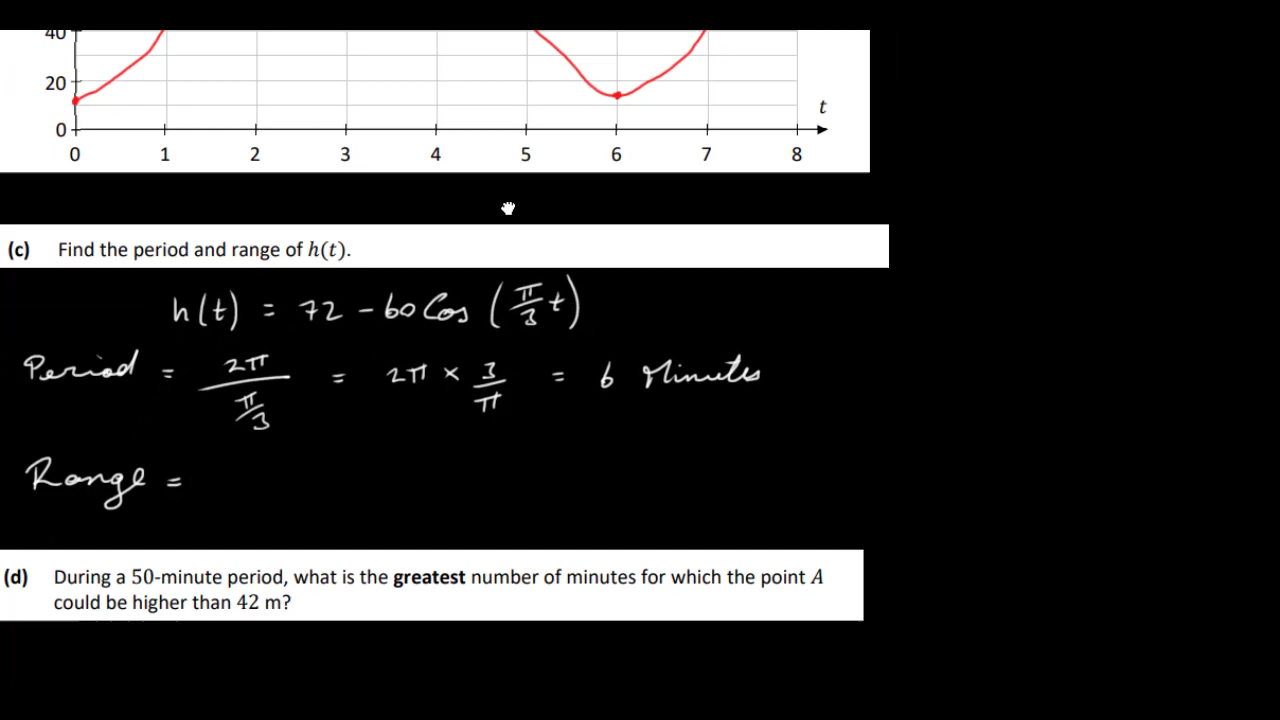 40
20
t
0
0 1 2 3 4 5 6 7 8
(c) Find the period and range of h(t).
h(t) = 72 - 60 Cos (π/3 t)
Period = 2π/(π/3) = 2π × 3/π = 6 Minutes
Range =
(d) During a 50-minute period, what is the greatest number of minutes for which the point A
could be higher than 42 m?